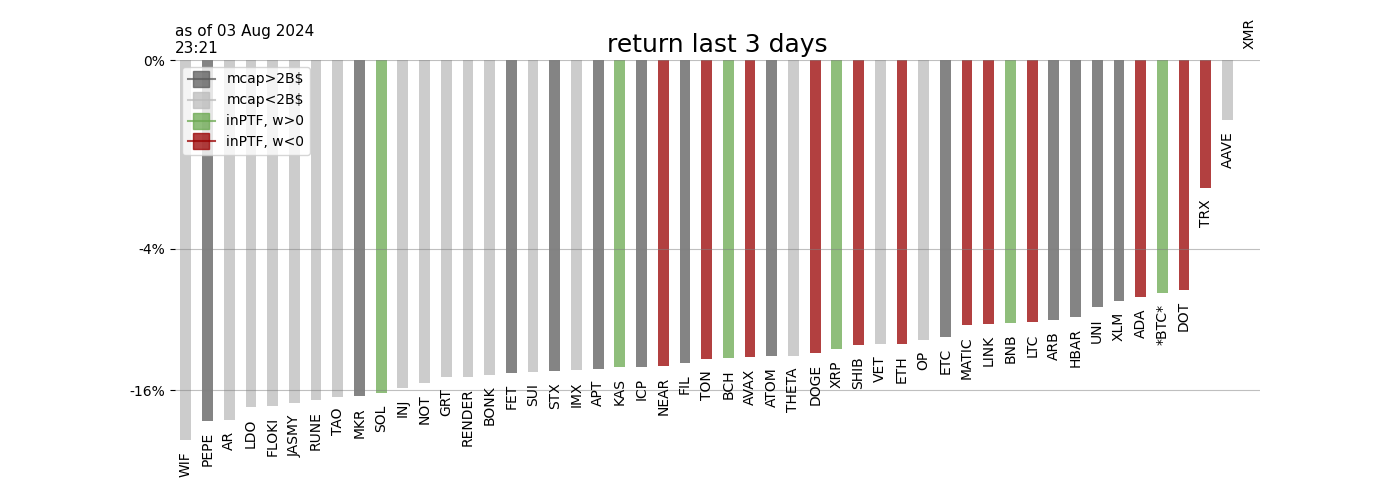 as of 03 Aug 2024
23:21
return last 3 days
XMR
0%
mcap>2B$
mcap<2B$
inPTF, w>0
inPTF, w<0
-4%
-16%
WIF
PEPE
AR
LDO
FLOKI
JASMY
RUNE
TAO
MKR
SOL
INJ
NOT
GRT
RENDER
BONK
FET
SUI
STX
IMX
APT
KAS
ICP
NEAR
FIL
TON
BCH
AVAX
ATOM
THETA
DOGE
XRP
SHIB
VET
ETH
OP
ETC
MATIC
LINK
BNB
LTC
ARB
HBAR
UNI
XLM
ADA
*BTC*
DOT
TRX
AAVE